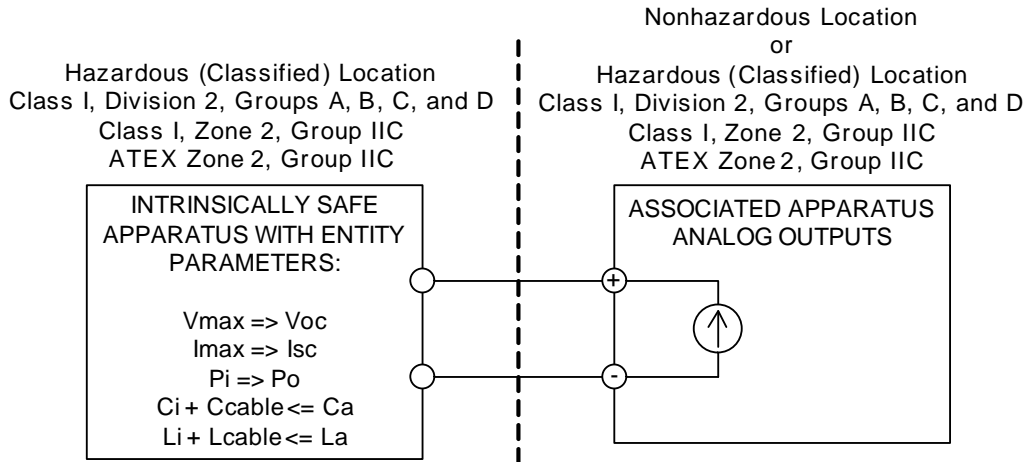 Hazardous (Classified) Location
Class I, Division 2, Groups A, B, C, and D
Class I, Zone 2, Group IIC
ATEX Zone 2, Group IIC
INTRINSICALLY SAFE
APPARATUS WITH ENTITY
PARAMETERS:
Vmax => Voc
Imax => Isc
Pi => Po
Ci + Ccable <= Ca
Li + Lcable <= La
Nonhazardous Location
or
Hazardous (Classified) Location
Class I, Division 2, Groups A, B, C, and D
Class I, Zone 2, Group IIC
ATEX Zone 2, Group IIC
ASSOCIATED APPARATUS
ANALOG OUTPUTS
+
-